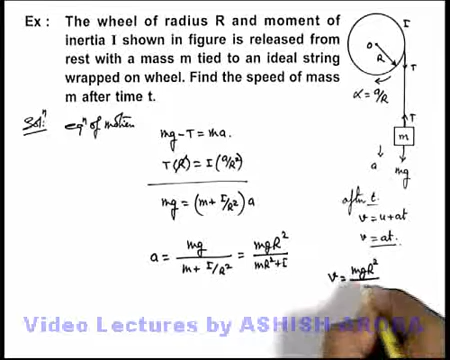 Ex : The wheel of radius R and moment of
inertia I shown in figure is released from
rest with a mass m tied to an ideal string
wrapped on wheel. Find the speed of mass
m after time t.
I
O
R
T
α = a/R
T
m
a
mg
Solⁿ
eqⁿ of motion
mg - T = ma.
T(R) = I(a/R²)
mg = (m + I/R²) a
a = mg / (m + I/R²) = mgR² / (mR² + I)
after t.
v = u + at
v = at.
v = mgR²
Video Lectures by ASHISH